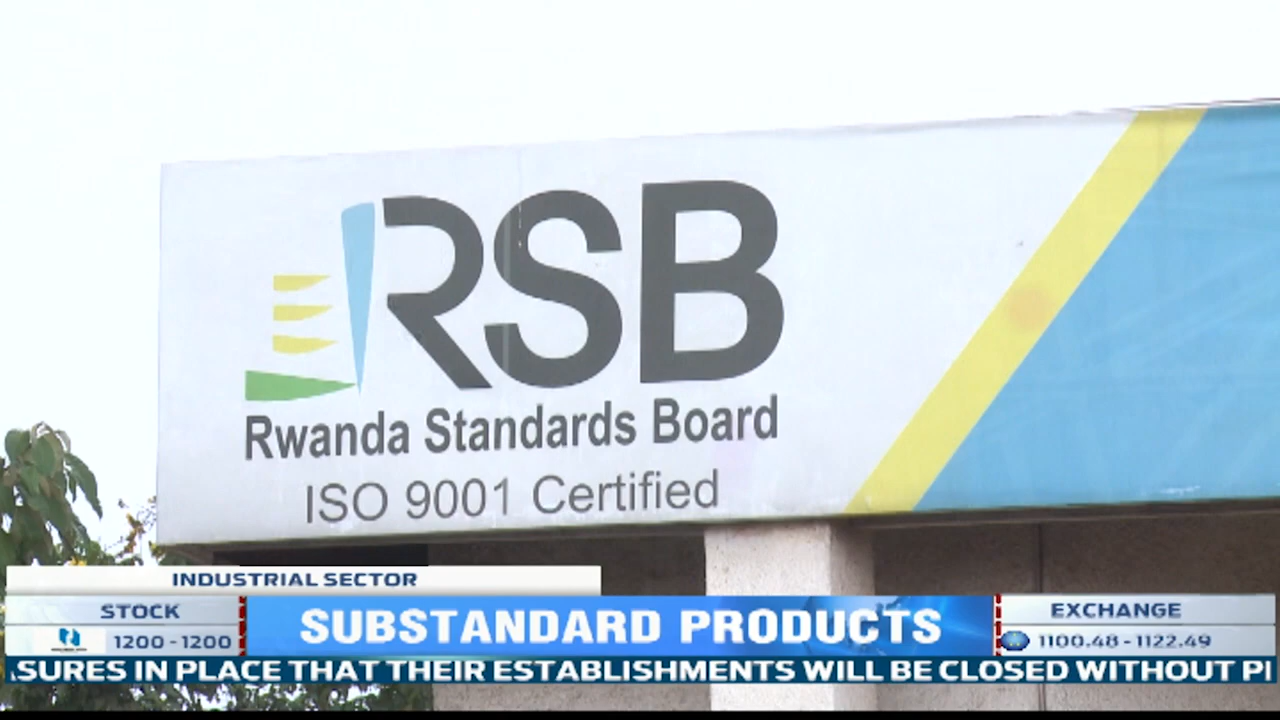 RSB
Rwanda Standards Board
ISO 9001 Certified
INDUSTRIAL SECTOR
STOCK
1200 - 1200
SUBSTANDARD PRODUCTS
EXCHANGE
1100.48 - 1122.49
SURES IN PLACE THAT THEIR ESTABLISHMENTS WILL BE CLOSED WITHOUT